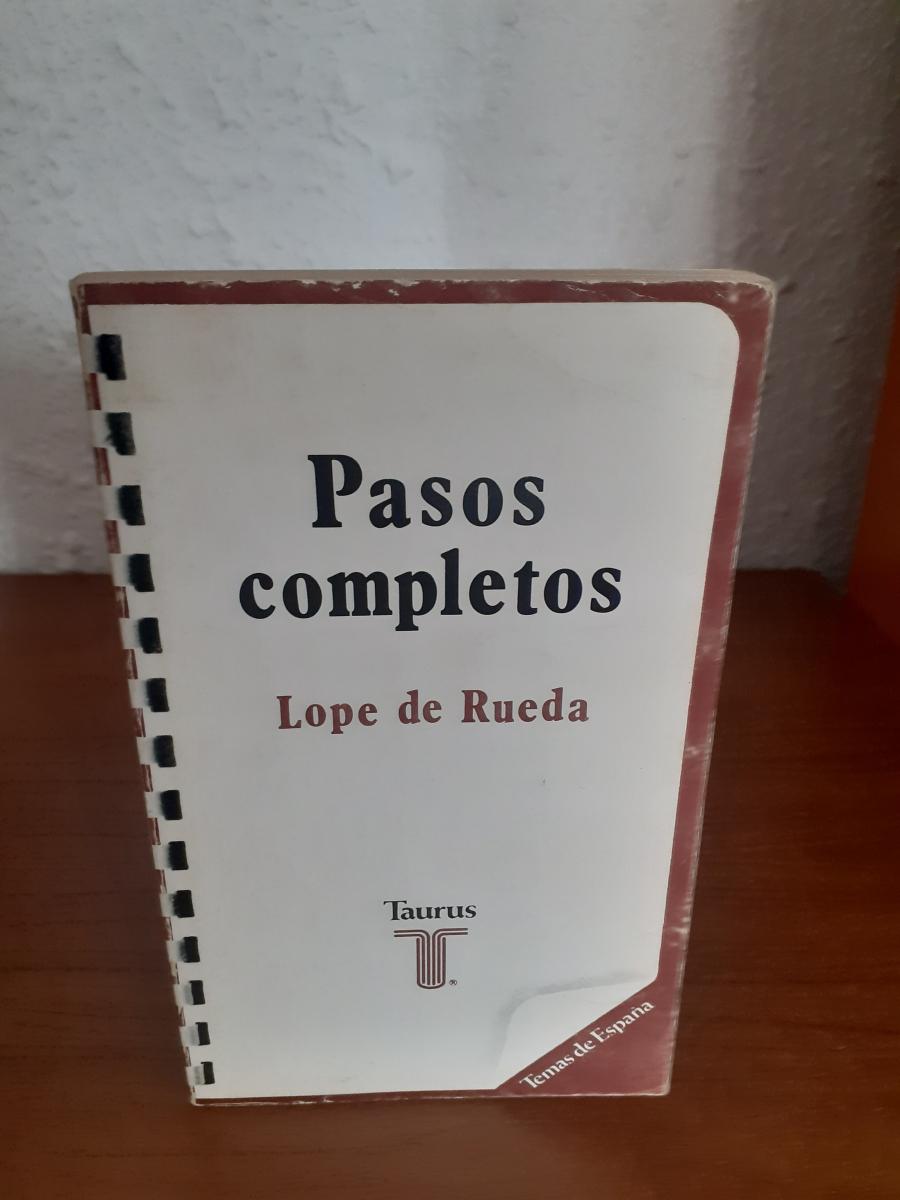 Pasos
completos
Lope de Rueda
Taurus
®
Temas de España